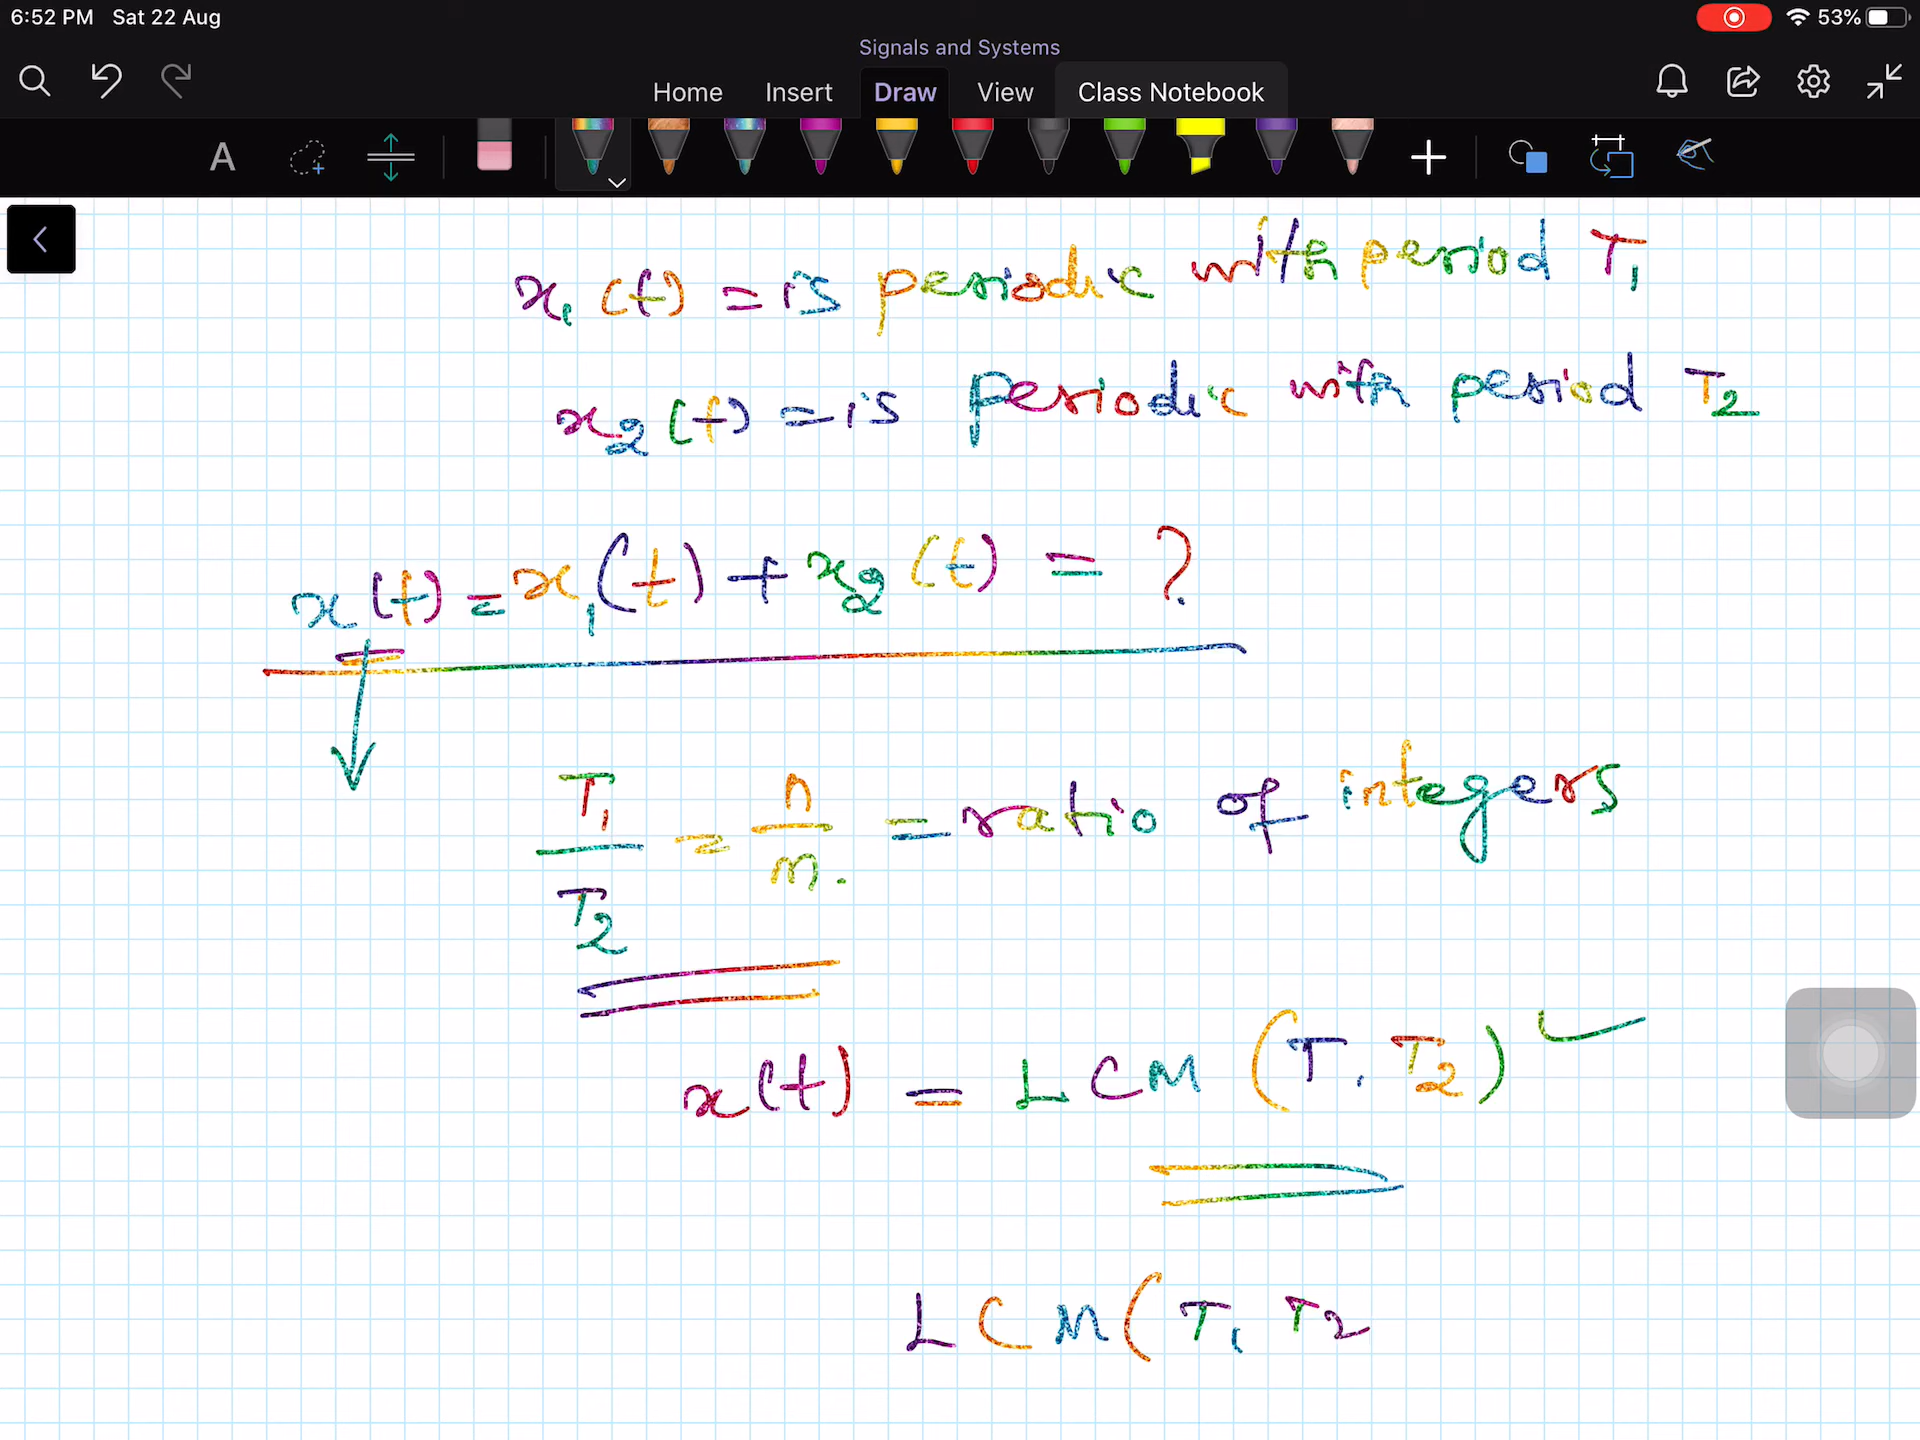 6:52 PM Sat 22 Aug 53%
Signals and Systems
Home Insert Draw View Class Notebook
A
x₁(t) = is periodic with period T₁
x₂(t) = is periodic with period T₂
x(t) = x₁(t) + x₂(t) = ?
T₁/T₂ = n/m. = ratio of integers
x(t) = LCM (T₁ T₂)
LCM (T₁ T₂